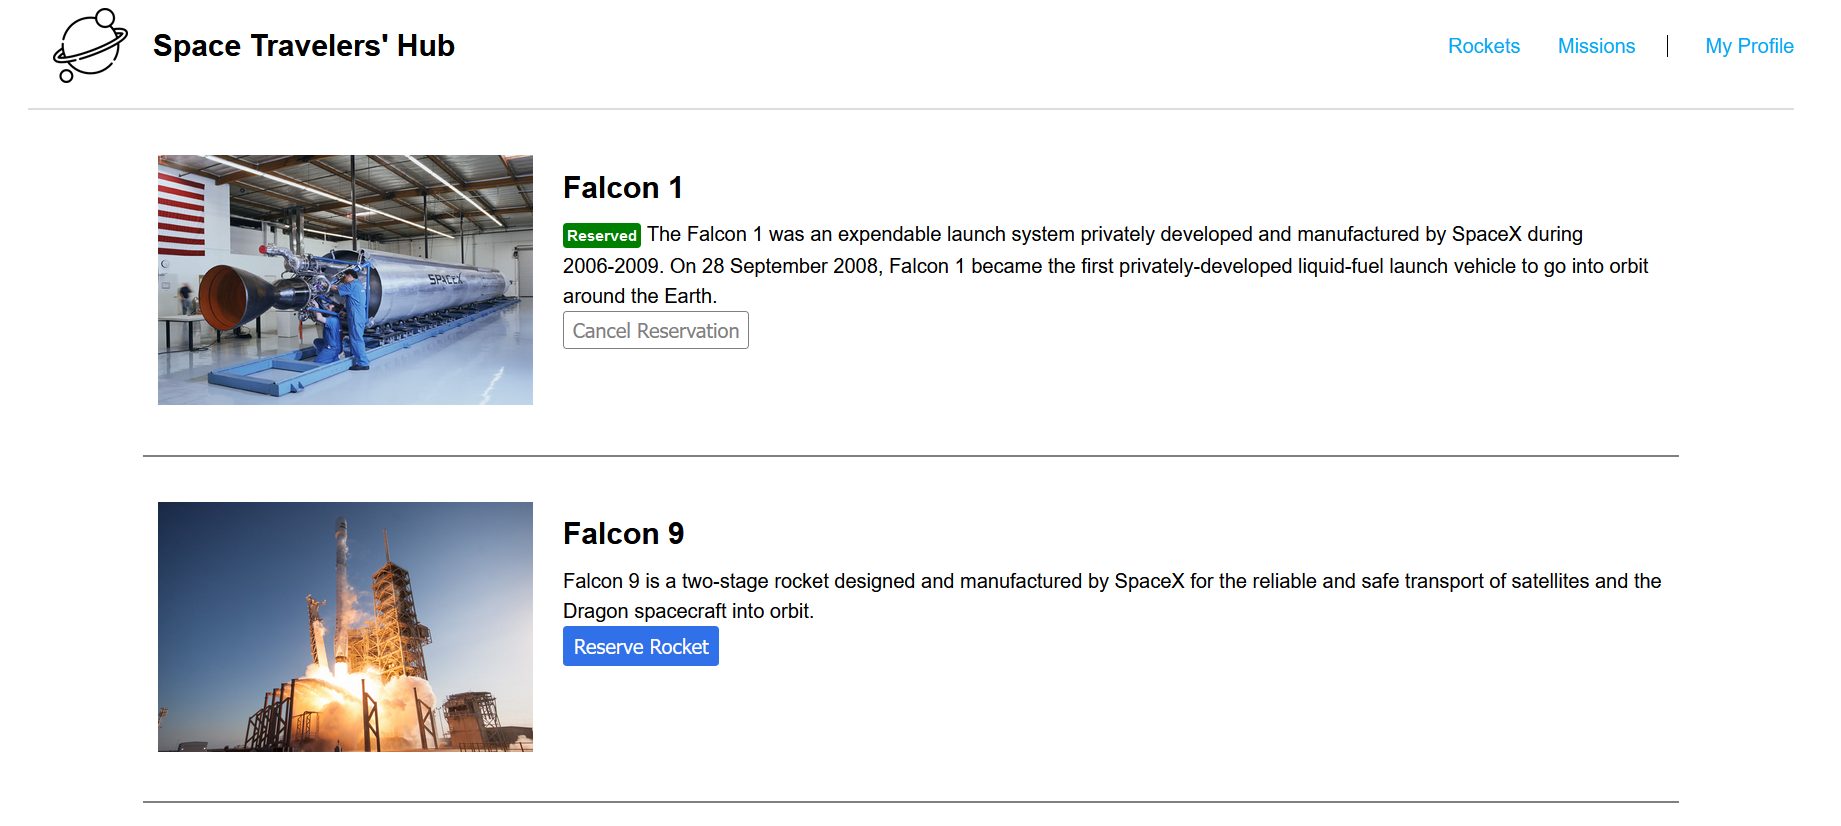 Space Travelers' Hub
Rockets Missions | My Profile
SPACEX
Falcon 1
Reserved The Falcon 1 was an expendable launch system privately developed and manufactured by SpaceX during
2006-2009. On 28 September 2008, Falcon 1 became the first privately-developed liquid-fuel launch vehicle to go into orbit
around the Earth.
Cancel Reservation
Falcon 9
Falcon 9 is a two-stage rocket designed and manufactured by SpaceX for the reliable and safe transport of satellites and the
Dragon spacecraft into orbit.
Reserve Rocket